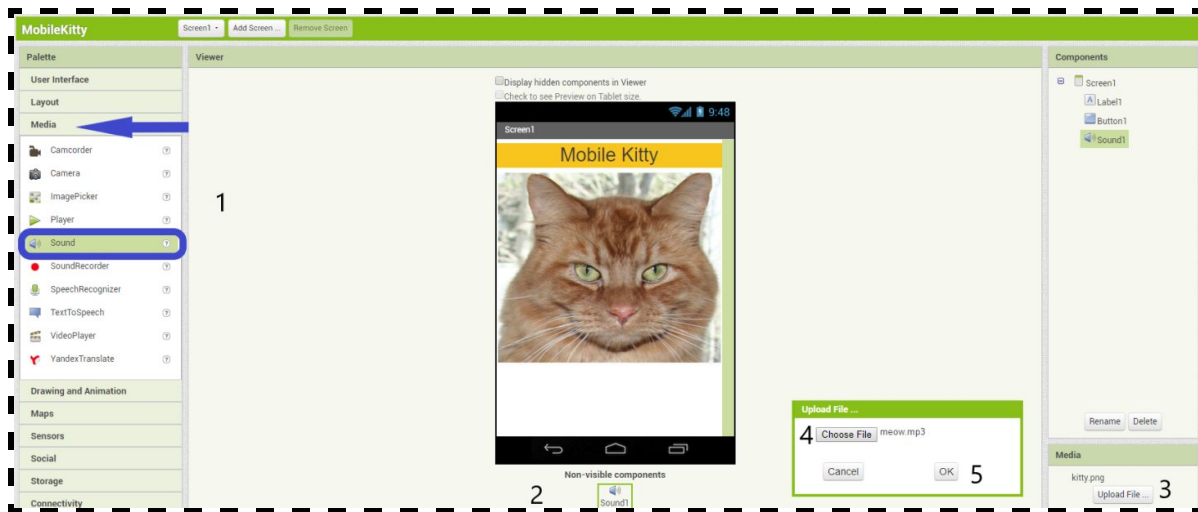 MobileKitty
Screen1
Add Screen ...
Remove Screen
Palette
User Interface
Layout
Media
Camcorder
Camera
ImagePicker
Player
Sound
SoundRecorder
SpeechRecognizer
TextToSpeech
VideoPlayer
YandexTranslate
Drawing and Animation
Maps
Sensors
Social
Storage
Connectivity
1
Viewer
Display hidden components in Viewer
Check to see Preview on Tablet size.
9:48
Screen1
Mobile Kitty
Non-visible components
2
Sound1
Upload File ...
4 Choose File meow.mp3
Cancel OK 5
Components
Screen1
Label1
Button1
Sound1
Rename Delete
Media
kitty.png
Upload File ... 3